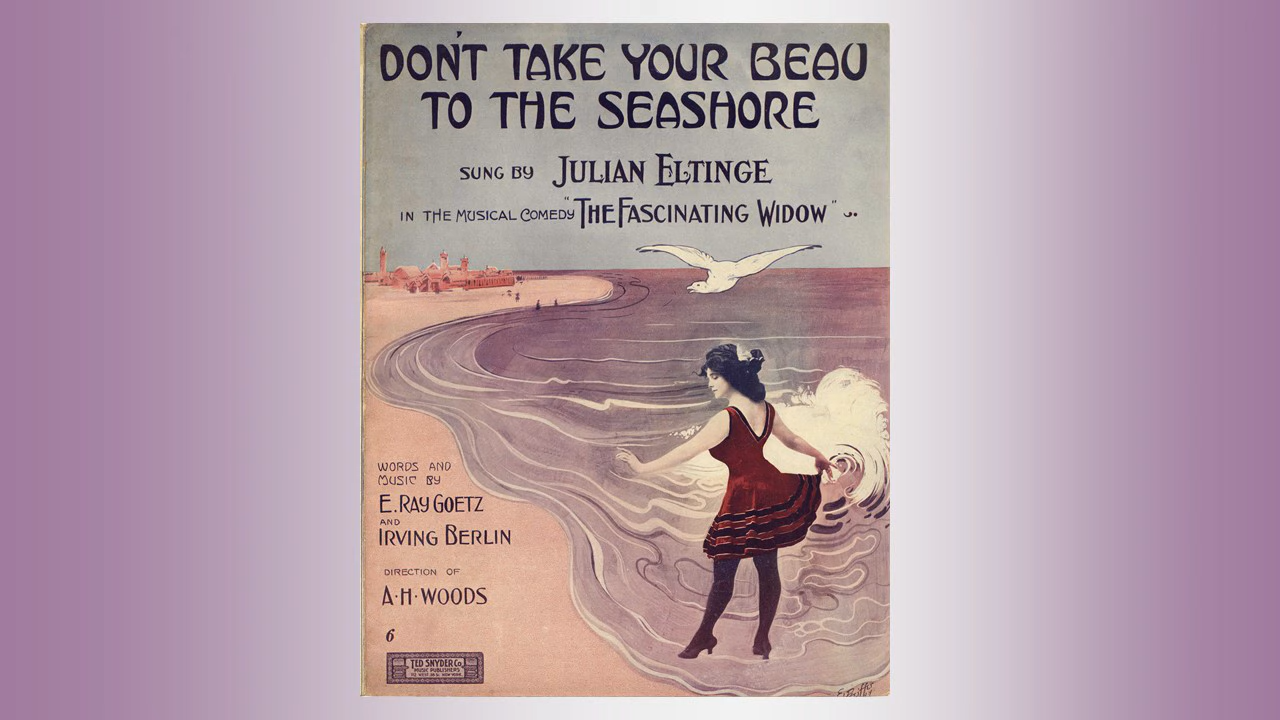 DON'T TAKE YOUR BEAU
TO THE SEASHORE
SUNG BY JULIAN ELTINGE
IN THE MUSICAL COMEDY "THE FASCINATING WIDOW"
WORDS AND
MUSIC BY
E. RAY GOETZ
AND
IRVING BERLIN
DIRECTION OF
A·H·WOODS
6
TED SNYDER CO.
MUSIC PUBLISHERS